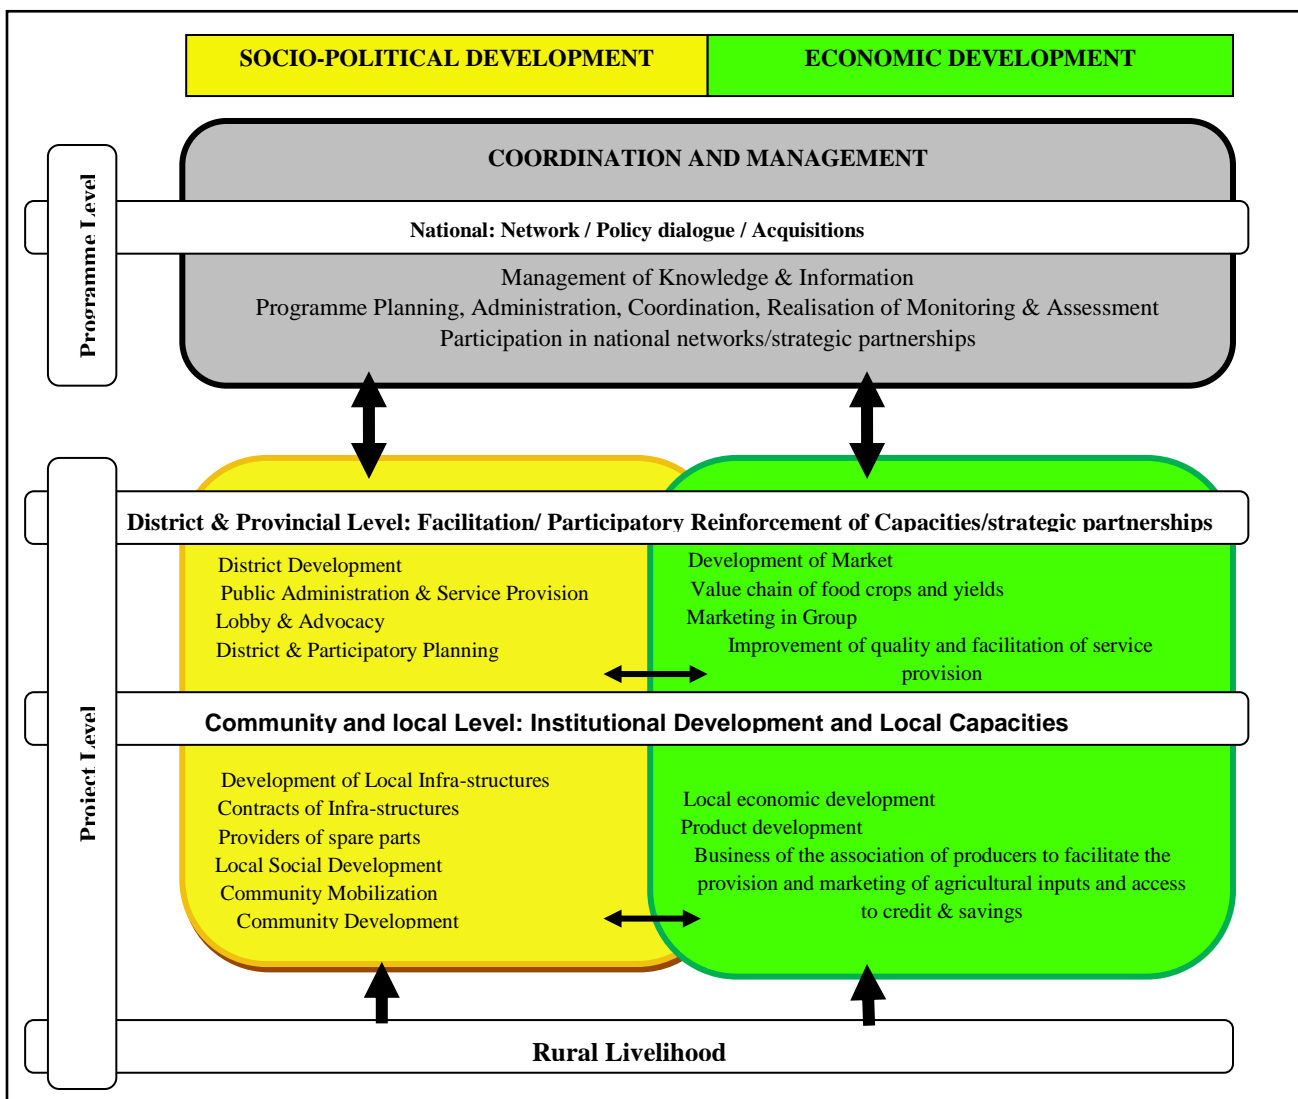 SOCIO-POLITICAL DEVELOPMENT
ECONOMIC DEVELOPMENT
COORDINATION AND MANAGEMENT
Programme Level
National: Network / Policy dialogue / Acquisitions
Management of Knowledge & Information
Programme Planning, Administration, Coordination, Realisation of Monitoring & Assessment
Participation in national networks/strategic partnerships
Project Level
District & Provincial Level: Facilitation/ Participatory Reinforcement of Capacities/strategic partnerships
District Development
Public Administration & Service Provision
Lobby & Advocacy
District & Participatory Planning
Development of Market
Value chain of food crops and yields
Marketing in Group
Improvement of quality and facilitation of service
provision
Community and local Level: Institutional Development and Local Capacities
Development of Local Infra-structures
Contracts of Infra-structures
Providers of spare parts
Local Social Development
Community Mobilization
Community Development
Local economic development
Product development
Business of the association of producers to facilitate the
provision and marketing of agricultural inputs and access
to credit & savings
Rural Livelihood